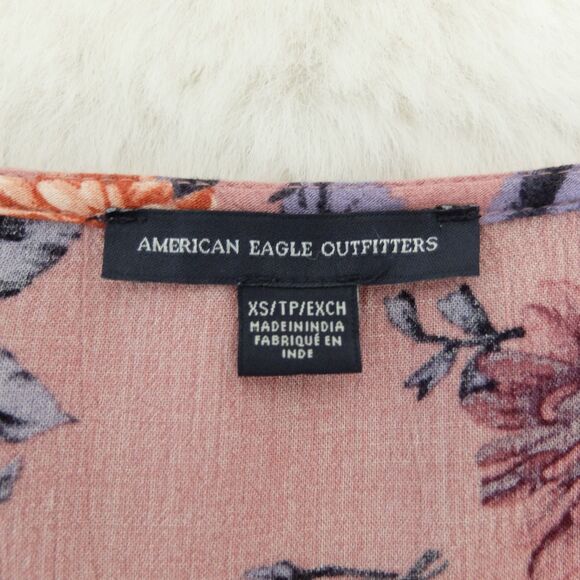 AMERICAN EAGLE OUTFITTERS
XS/TP/EXCH
MADEININDIA
FABRIQUÉ EN
INDE